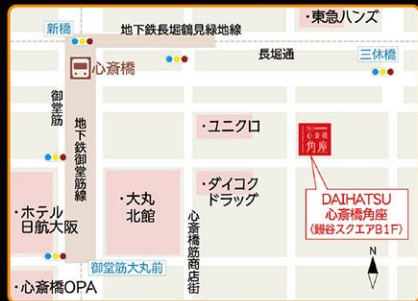 ・東急ハンズ
新橋
地下鉄長堀鶴見緑地線
長堀通
三休橋
心斎橋
御堂筋
地下鉄御堂筋線
・ユニクロ
心斎橋
角座
・ダイコク
ドラッグ
DAIHATSU
心斎橋角座
(鰻谷スクエアB1F)
・ホテル
日航大阪
・大丸
北館
心斎橋筋商店街
御堂筋大丸前
・心斎橋OPA
N